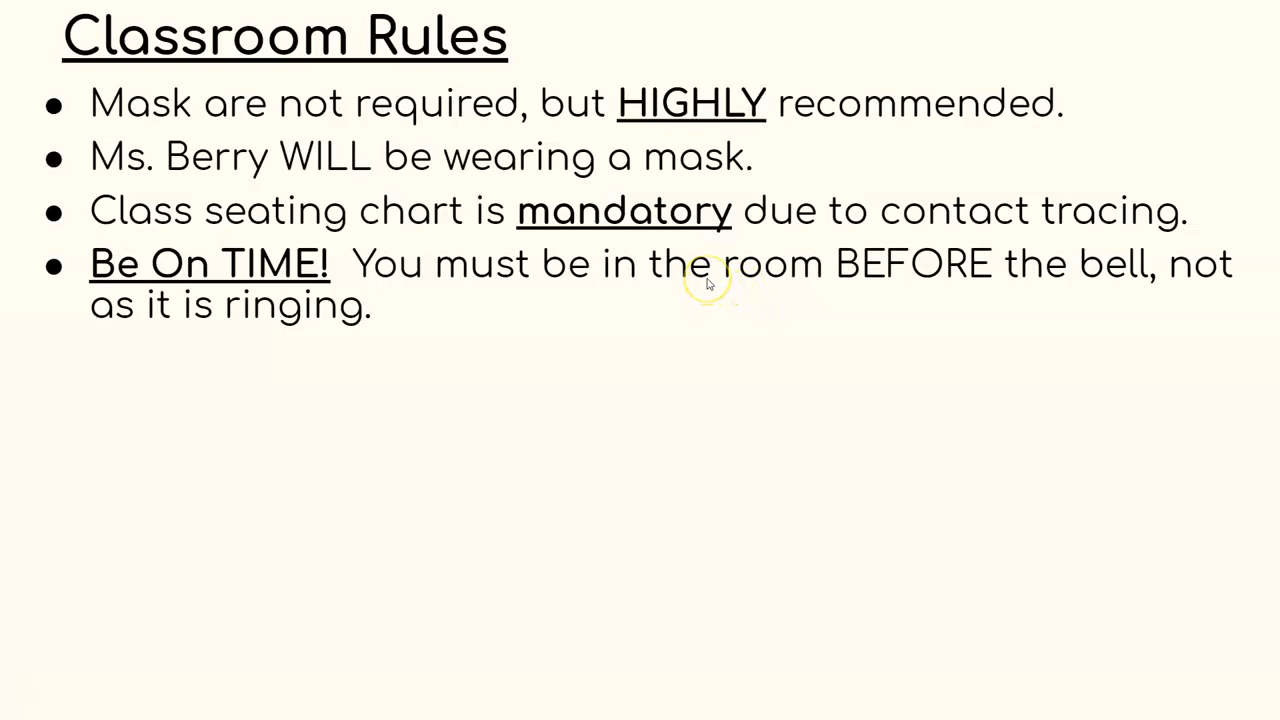 Classroom Rules
● Mask are not required, but HIGHLY recommended.
● Ms. Berry WILL be wearing a mask.
● Class seating chart is mandatory due to contact tracing.
● Be On TIME!  You must be in the room BEFORE the bell, not
as it is ringing.